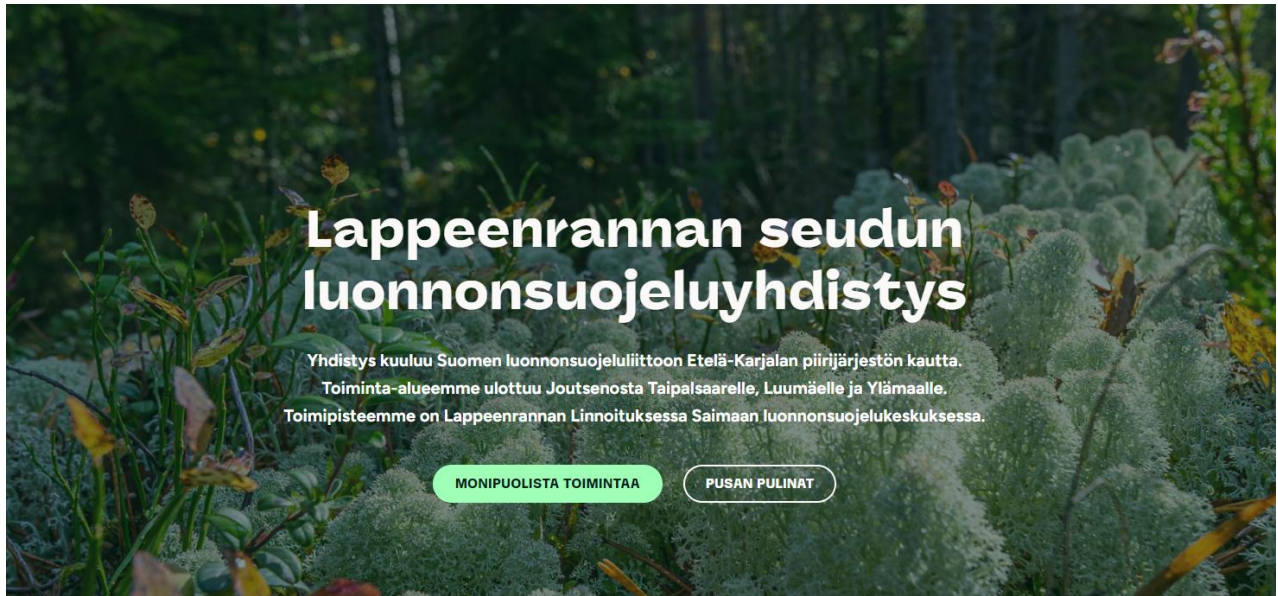 Lappeenrannan seudun
luonnonsuojeluyhdistys
Yhdistys kuuluu Suomen luonnonsuojeluliittoon Etelä-Karjalan piirijärjestön kautta.
Toiminta-alueemme ulottuu Joutsenosta Taipalsaarelle, Luumäelle ja Ylämaalle.
Toimipisteemme on Lappeenrannan Linnoituksessa Saimaan luonnonsuojelukeskuksessa.
MONIPUOLISTA TOIMINTAA
PUSAN PULINAT